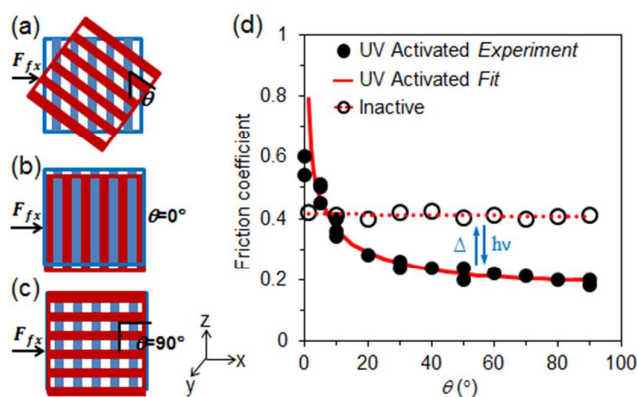 (a)
F_fx
θ
(b)
F_fx
θ=0°
(c)
F_fx
θ=90°
z
x
y
(d)
Friction coefficient
1
0.8
0.6
0.4
0.2
0
UV Activated Experiment
UV Activated Fit
Inactive
Δ
hν
0 20 40 60 80 100
θ (°)